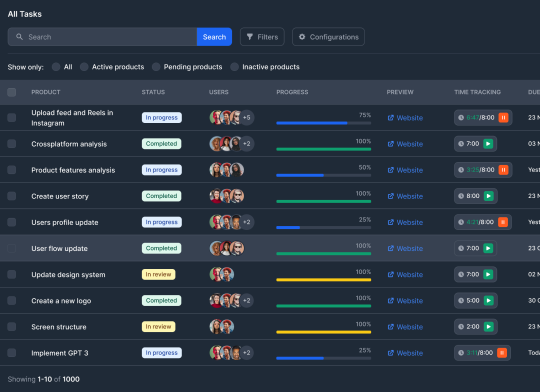 All Tasks
Search Search Filters Configurations
Show only: All Active products Pending products Inactive products
PRODUCT STATUS USERS PROGRESS PREVIEW TIME TRACKING DUE
Upload feed and Reels in
Instagram
In progress +5 75% Website 6:47/8:00 23 N
Crossplatform analysis Completed +2 100% Website 7:00 03 N
Product features analysis In progress 50% Website 3:25/8:00 Yest
Create user story Completed 100% Website 8:00 23 N
Users profile update In progress +2 25% Website /8:00 Yest
User flow update Completed 100% Website 7:00 23 O
Update design system In review 100% Website 7:00 02 N
Create a new logo Completed +2 100% Website 5:00 30 O
Screen structure In review 100% Website 2:00 23 N
Implement GPT 3 In progress +2 25% Website /8:00 Toda
Showing 1-10 of 1000